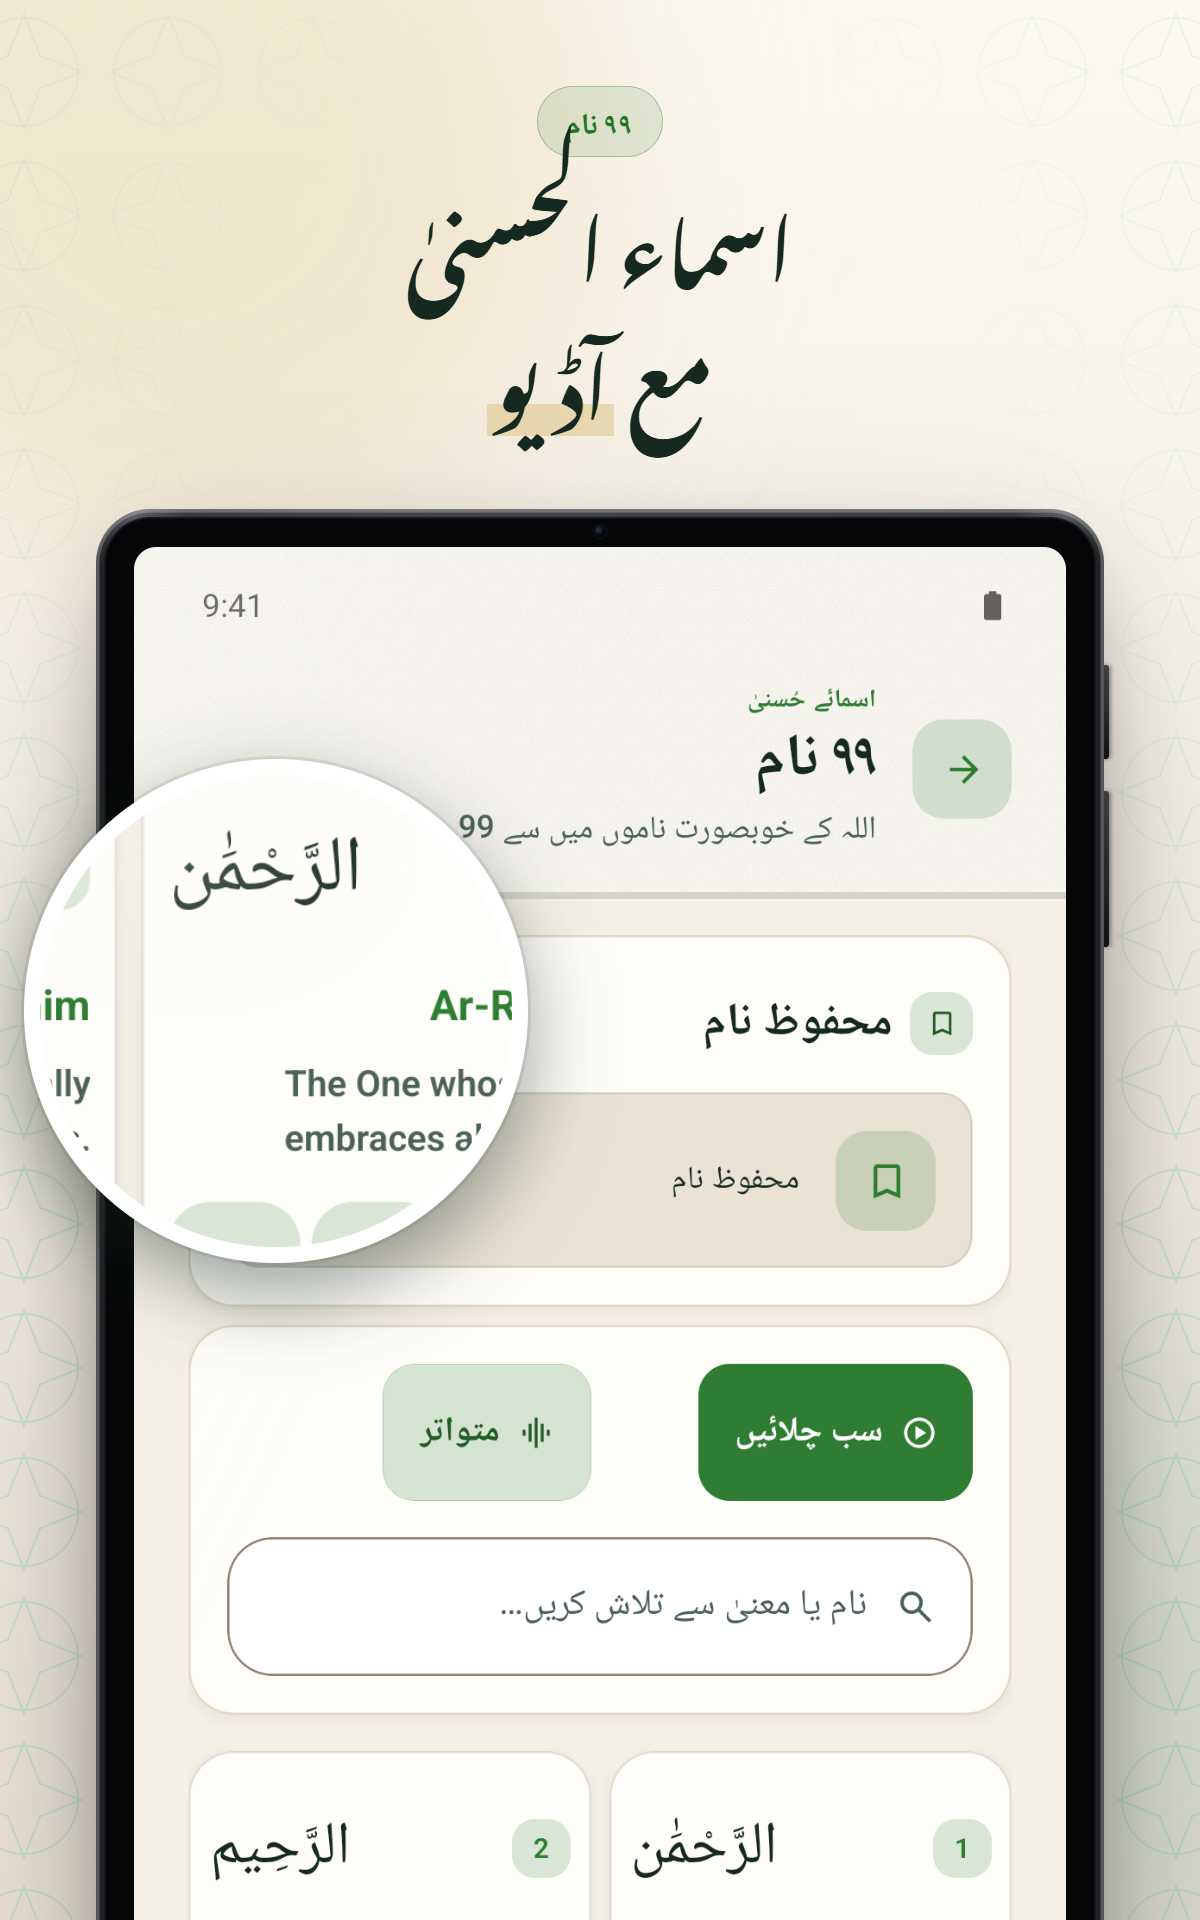 ۹۹ نام
اسماء الحسنیٰ
مع آڈیو
9:41
اسمائے حُسنیٰ
۹۹ نام
اللہ کے خوبصورت ناموں میں سے 99
الرَّحْمَٰن
im
Ar-R
lly
The One who
embraces
محفوظ نام
محفوظ نام
سب چلائیں
متواتر
نام یا معنیٰ سے تلاش کریں...
1
الرَّحْمَٰن
2
الرَّحِيم